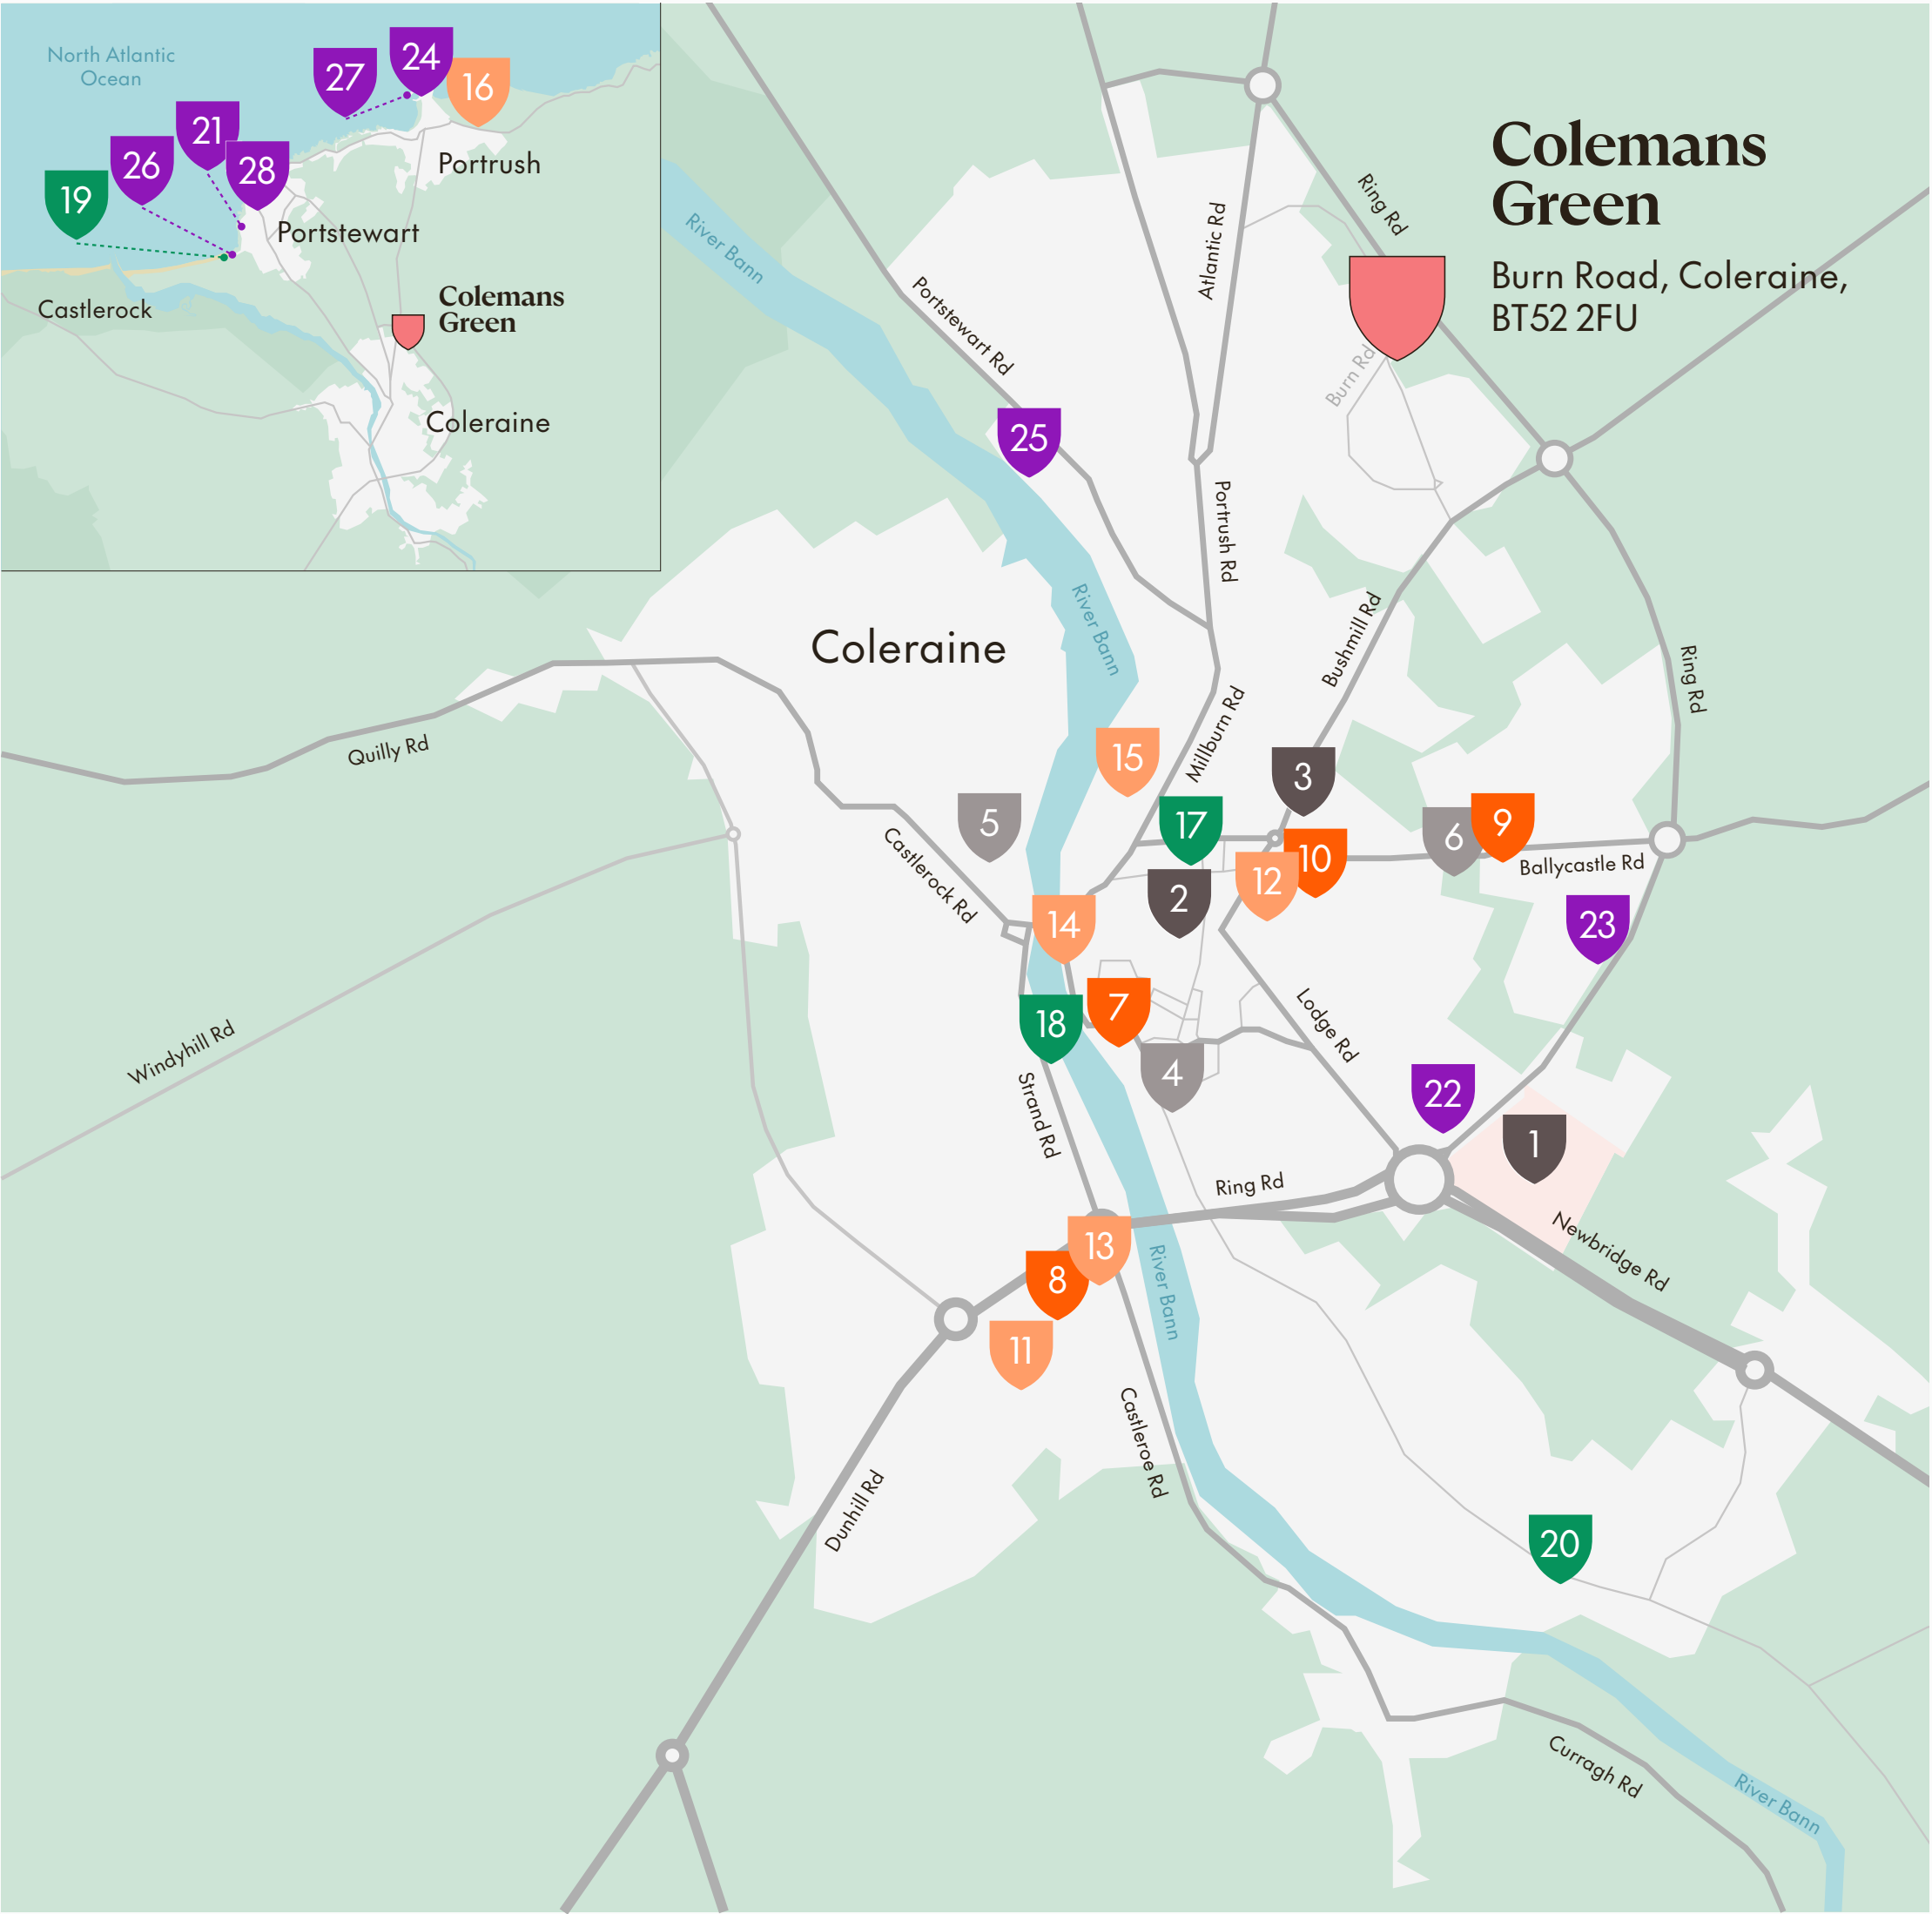 North Atlantic
Ocean
27
24
16
21
26
28
19
Portrush
Portstewart
Castlerock
Colemans
Green
Coleraine
Colemans
Green
Burn Road, Coleraine,
BT52 2FU
Ring Rd
Atlantic Rd
River Bann
Portstewart Rd
Burn Rd
25
Portrush Rd
River Bann
Bushmill Rd
Coleraine
Ring Rd
Millburn Rd
Quilly Rd
15
3
5
17
6
9
10
12
Ballycastle Rd
Castlerock Rd
2
14
23
7
18
Lodge Rd
4
Windyhill Rd
Strand Rd
22
1
Ring Rd
Newbridge Rd
13
8
River Bann
11
Castleroe Rd
Dunhill Rd
20
Curragh Rd
River Bann